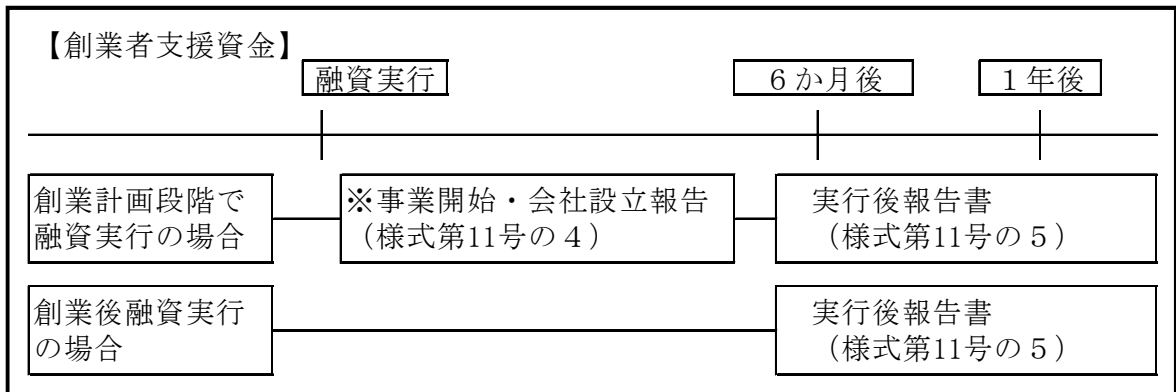 【創業者支援資金】
融資実行
６か月後
１年後
創業計画段階で
融資実行の場合
※事業開始・会社設立報告
（様式第11号の４）
実行後報告書
（様式第11号の５）
創業後融資実行
の場合
実行後報告書
（様式第11号の５）